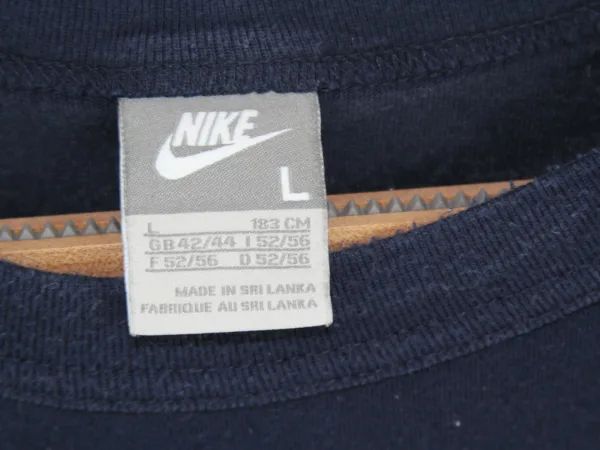 NIKE
L
L 183 CM
GB 42/44 I 52/56
F 52/56 D 52/56
MADE IN SRI LANKA
FABRIQUE AU SRI LANKA